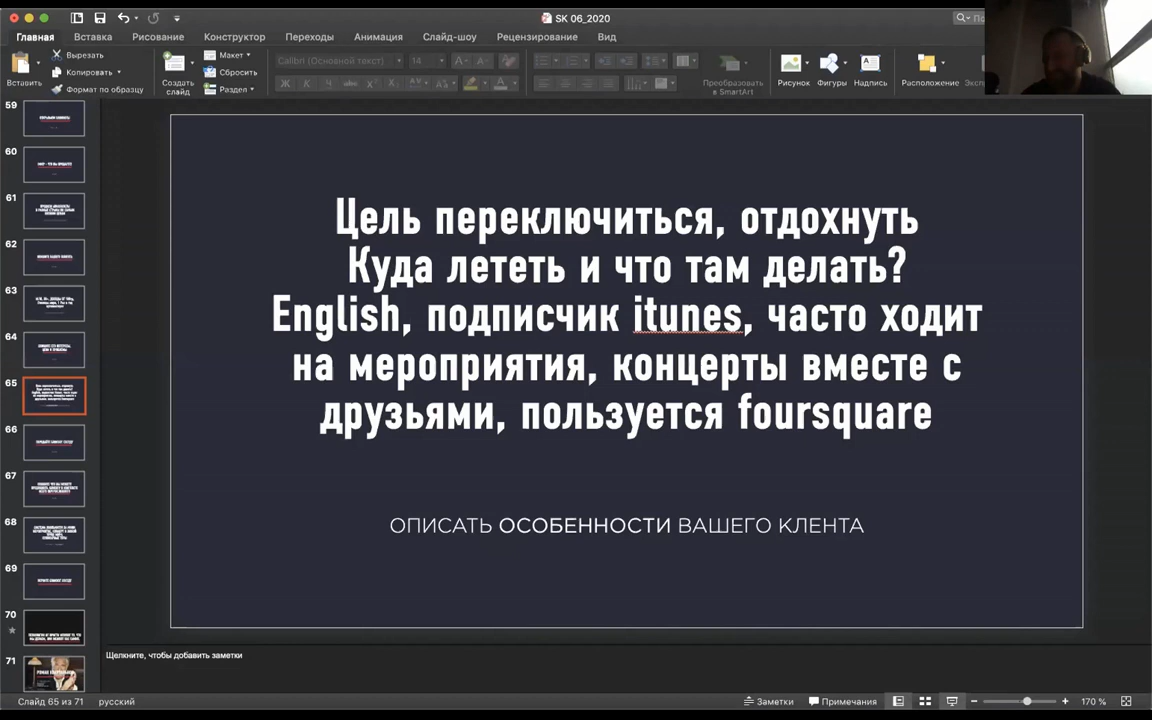 SK 06_2020
Главная Вставка Рисование Конструктор Переходы Анимация Слайд-шоу Рецензирование Вид
Вставить
Вырезать
Копировать
Формат по образцу
Создать слайд
Макет
Сбросить
Раздел
Calibri (Основной текст) 14
Преобразовать в SmartArt
Рисунок
Фигуры
Надпись
Расположение
59
60
61
62
63
64
65
66
67
68
69
70
71
Цель переключиться, отдохнуть
Куда лететь и что там делать?
English, подписчик itunes, часто ходит
на мероприятия, концерты вместе с
друзьями, пользуется foursquare
ОПИСАТЬ ОСОБЕННОСТИ ВАШЕГО КЛЕНТА
Щелкните, чтобы добавить заметки
Слайд 65 из 71 русский Заметки Примечания 170 %